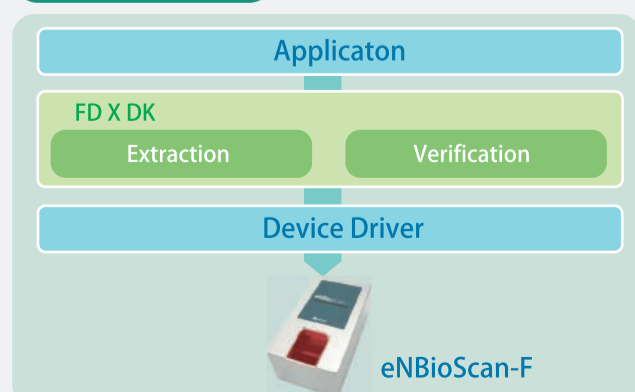 Applicaton
FD X DK
Extraction
Verification
Device Driver
eNBioScan-F